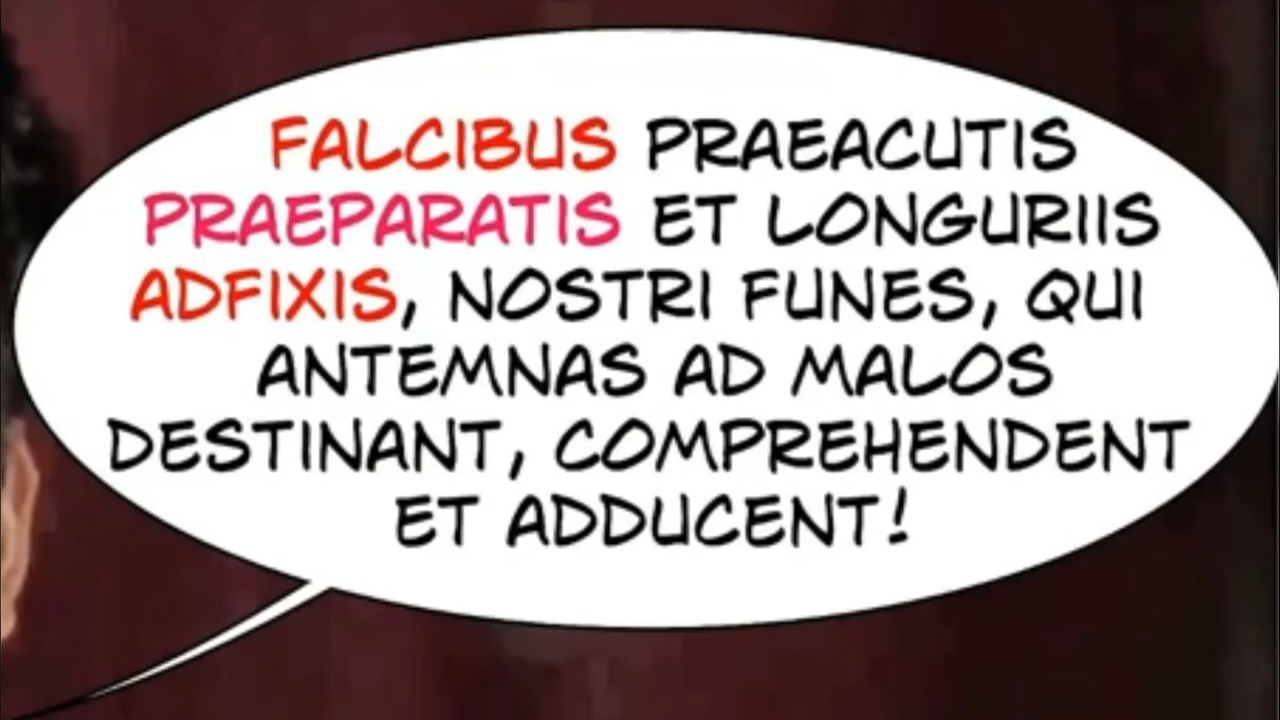 FALCIBUS PRAEACUTIS
PRAEPARATIS ET LONGURIIS
ADFIXIS, NOSTRI FUNES, QUI
ANTEMNAS AD MALOS
DESTINANT, COMPREHENDENT
ET ADDUCENT!